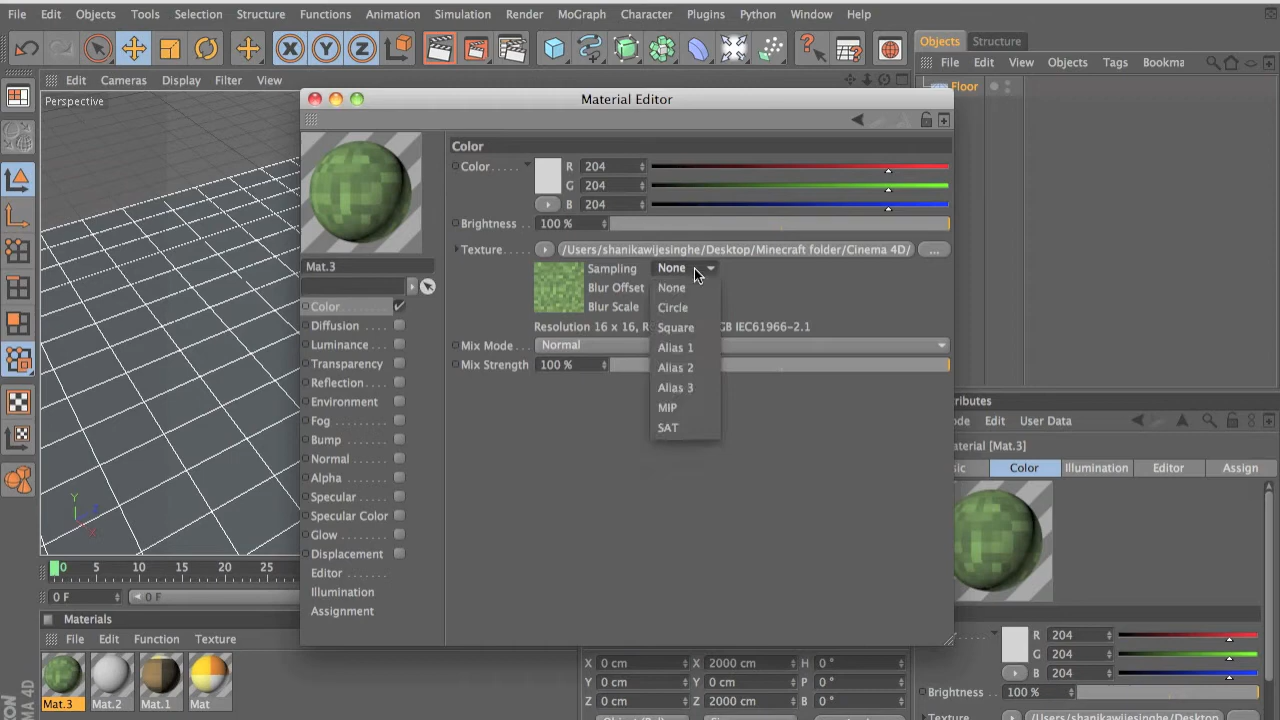 File Edit Objects Tools Selection Structure Functions Animation Simulation Render MoGraph Character Plugins Python Window Help
X Y Z
Objects Structure
File Edit View Objects Tags Bookma
Edit Cameras Display Filter View
Floor
Perspective
Material Editor
Color
Color
R 204
G 204
B 204
Brightness 100 %
Texture /Users/shanikawijesinghe/Desktop/Minecraft folder/Cinema 4D/ ...
Sampling None
Blur Offset
Blur Scale
None
Circle
Square
Alias 1
Alias 2
Alias 3
MIP
SAT
Resolution 16 x 16, R GB IEC61966-2.1
Mix Mode Normal
Mix Strength 100 %
Mat.3
Color
Diffusion
Luminance
Transparency
Reflection
Environment
Fog
Bump
Normal
Alpha
Specular
Specular Color
Glow
Displacement
Editor
Illumination
Assignment
Y
0 5 10 15 20 25
0 F 0 F
Materials
File Edit Function Texture
Mat.3 Mat.2 Mat.1 Mat
X 0 cm X 2000 cm H 0 °
Y 0 cm Y 0 cm P 0 °
Z 0 cm Z 2000 cm B 0 °
ributes
ode Edit User Data
aterial [Mat.3]
sic Color Illumination Editor Assign
R 204
G 204
B 204
Brightness 100 %
Texture /Users/shanikawijesinghe/Desktop